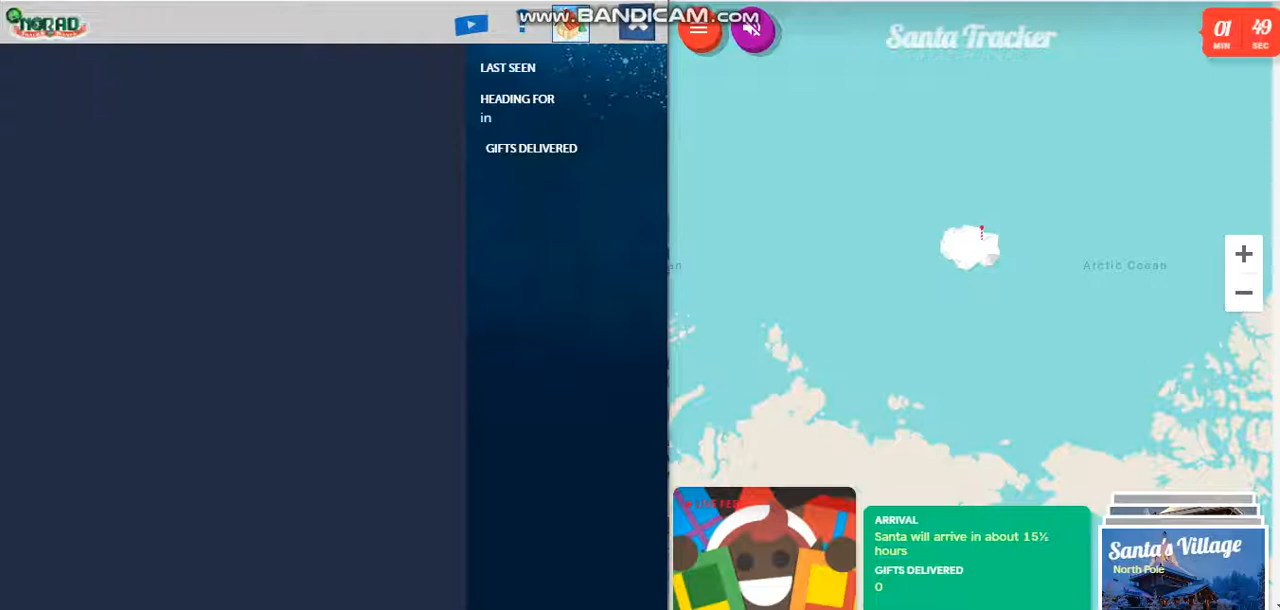 NORAD
www.BANDICAM.com
LAST SEEN
HEADING FOR
in
GIFTS DELIVERED
Santa Tracker
01 MIN
49 SEC
Arctic Ocean
ARRIVAL
Santa will arrive in about 15½
hours
GIFTS DELIVERED
0
Santa's Village
North Pole